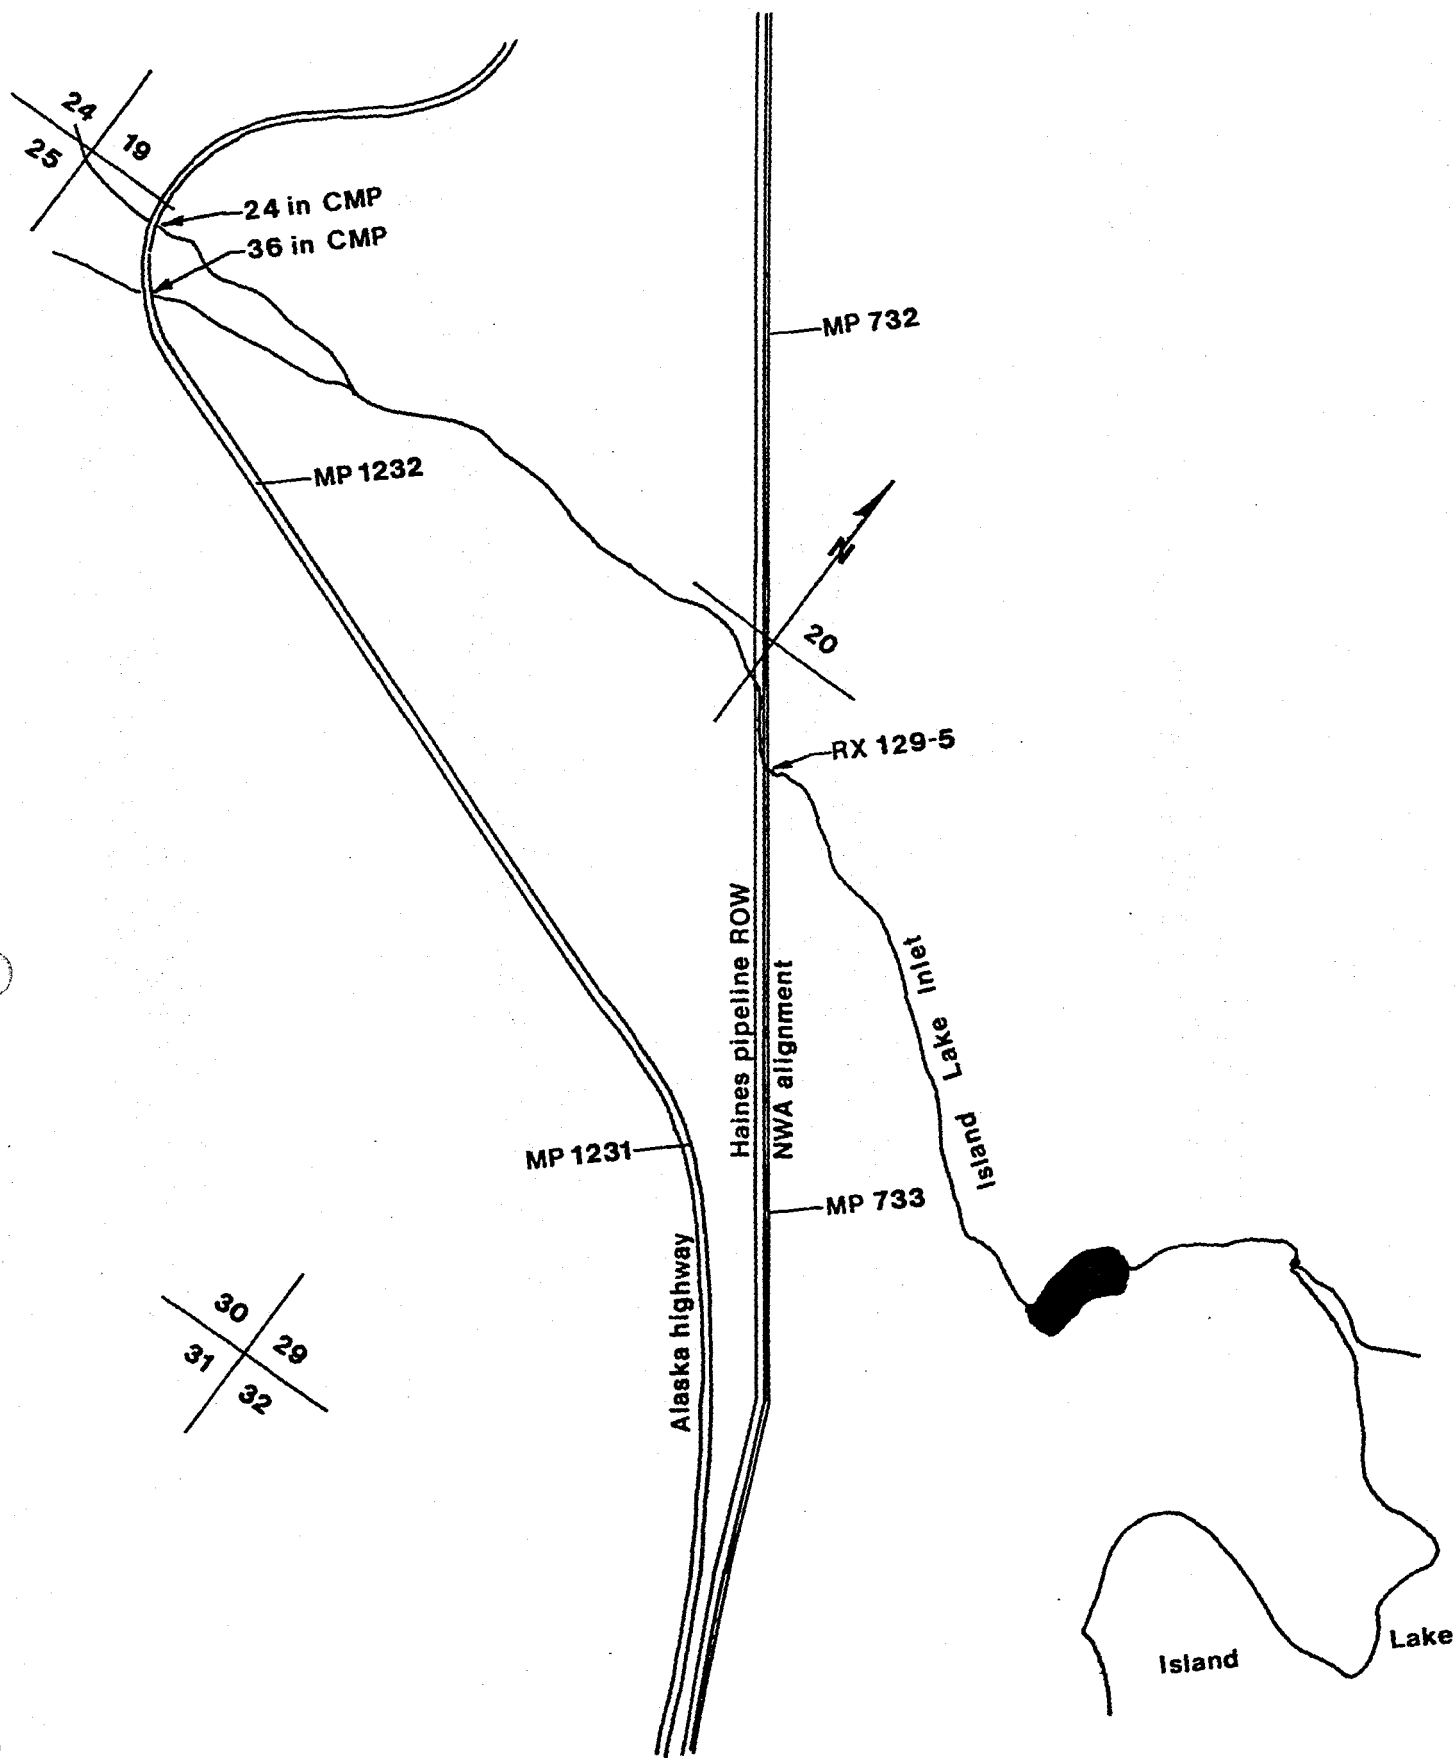 24
19
25
24 in CMP
36 in CMP
MP 732
MP 1232
N
20
RX 129-5
Haines pipeline ROW
NWA alignment
Island Lake Inlet
MP 1231
MP 733
Alaska highway
30
29
31
32
Island Lake